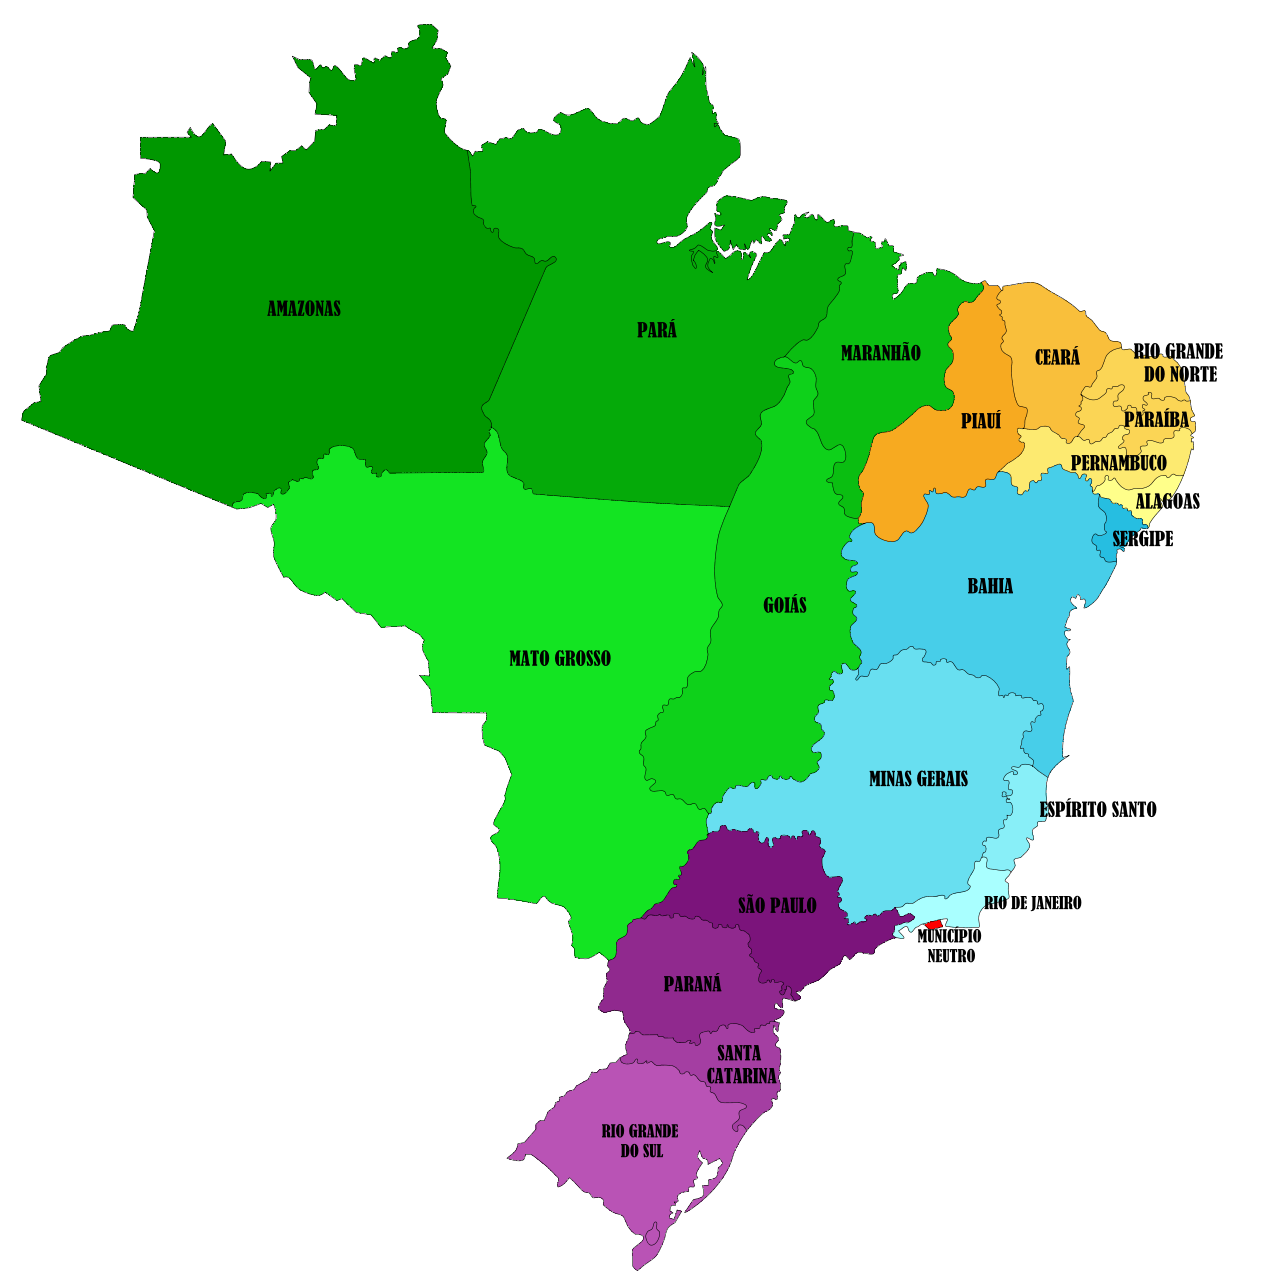 AMAZONAS
PARÁ
MARANHÃO
PIAUÍ
CEARÁ
RIO GRANDE
DO NORTE
PARAÍBA
PERNAMBUCO
ALAGOAS
SERGIPE
BAHIA
GOIÁS
MATO GROSSO
MINAS GERAIS
ESPÍRITO SANTO
RIO DE JANEIRO
MUNICÍPIO
NEUTRO
SÃO PAULO
PARANÁ
SANTA
CATARINA
RIO GRANDE
DO SUL